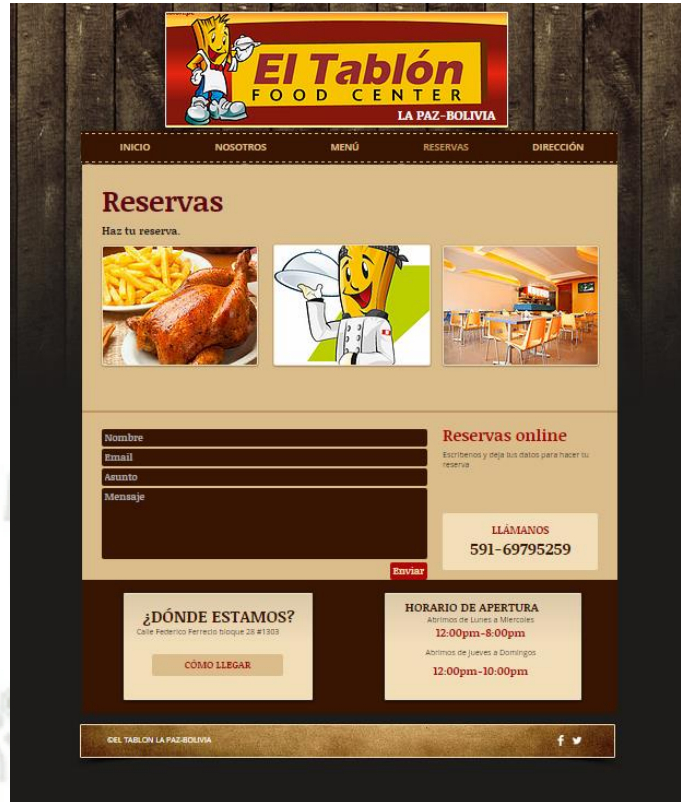 El Tablón
FOOD CENTER
LA PAZ-BOLIVIA
INICIO NOSOTROS MENÚ RESERVAS DIRECCIÓN
Reservas
Haz tu reserva.
Nombre
Email
Asunto
Mensaje
Enviar
Reservas online
Escribenos y deja tus datos para hacer tu
reserva
LLÁMANOS
591-69795259
¿DÓNDE ESTAMOS?
Calle Federico Ferrecio bloque 28 #1303
CÓMO LLEGAR
HORARIO DE APERTURA
Abrimos de Lunes a Miercoles
12:00pm-8:00pm
Abrimos de Jueves a Domingos
12:00pm-10:00pm
©EL TABLON LA PAZ-BOLIVIA